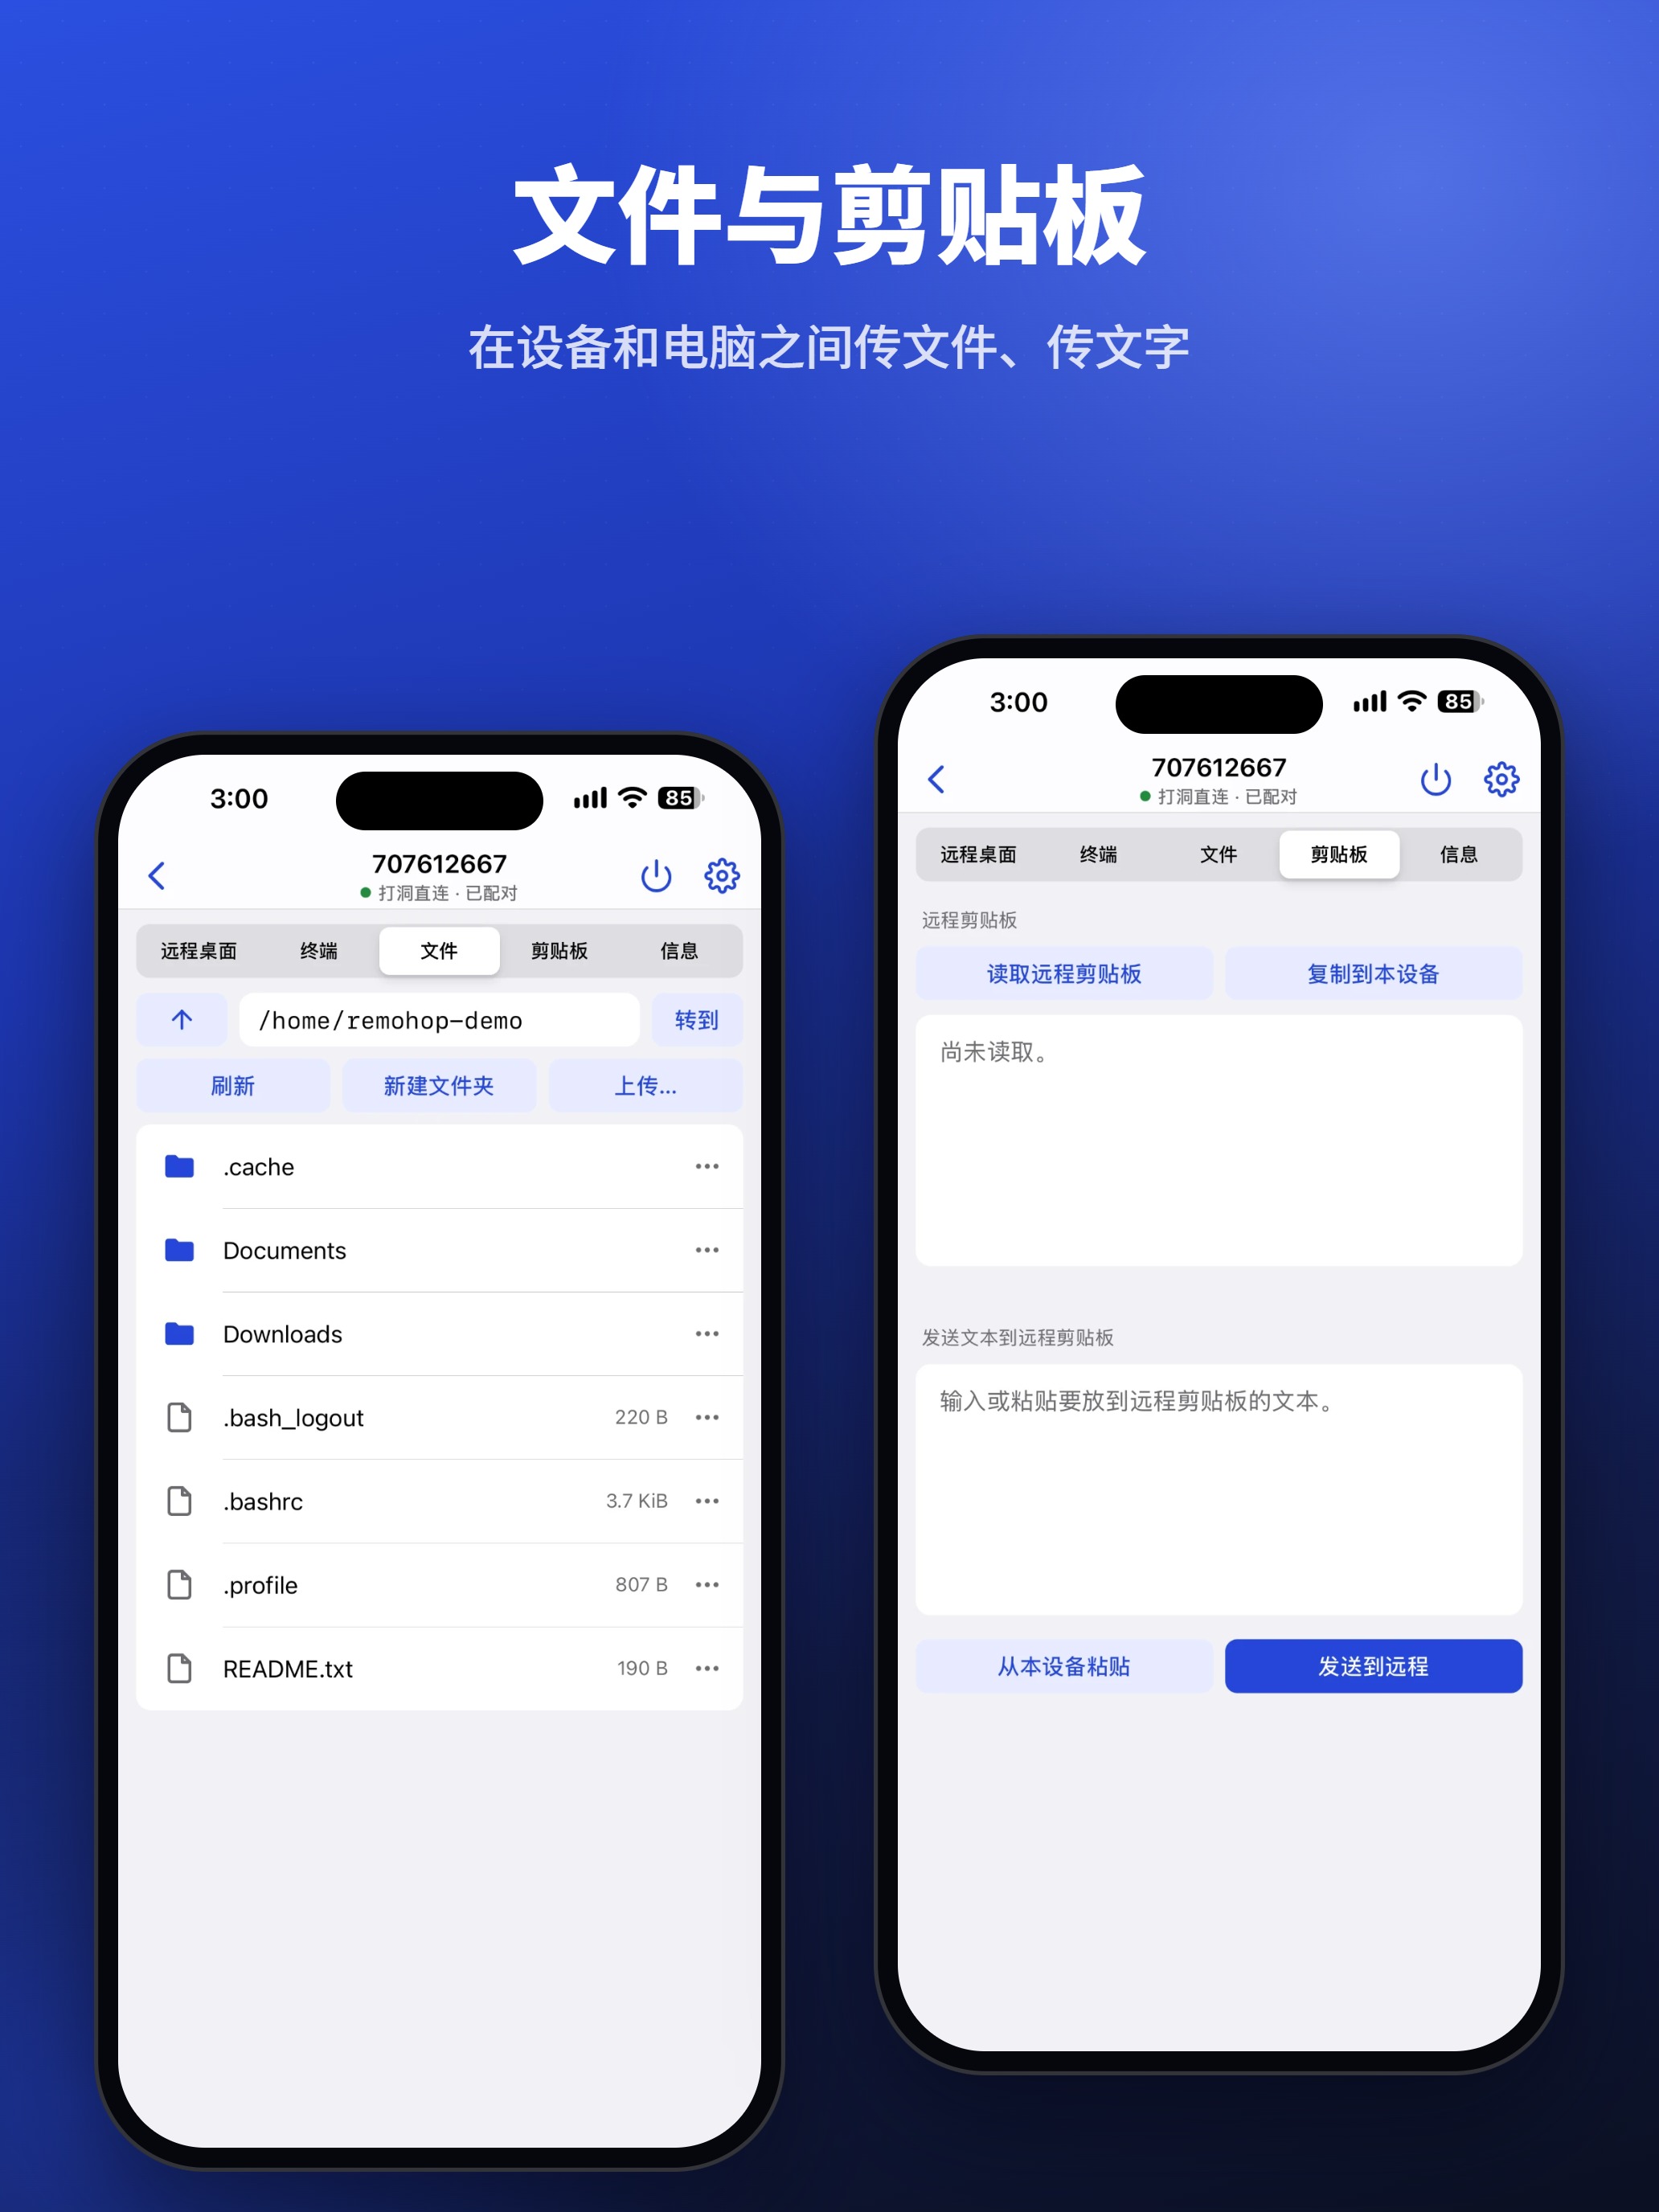 文件与剪贴板
在设备和电脑之间传文件、传文字
3:00
85
707612667
打洞直连 · 已配对
远程桌面 终端 文件 剪贴板 信息
/home/remohop-demo 转到
刷新 新建文件夹 上传...
.cache
Documents
Downloads
.bash_logout 220 B
.bashrc 3.7 KiB
.profile 807 B
README.txt 190 B
3:00
85
707612667
打洞直连 · 已配对
远程桌面 终端 文件 剪贴板 信息
远程剪贴板
读取远程剪贴板 复制到本设备
尚未读取。
发送文本到远程剪贴板
输入或粘贴要放到远程剪贴板的文本。
从本设备粘贴 发送到远程